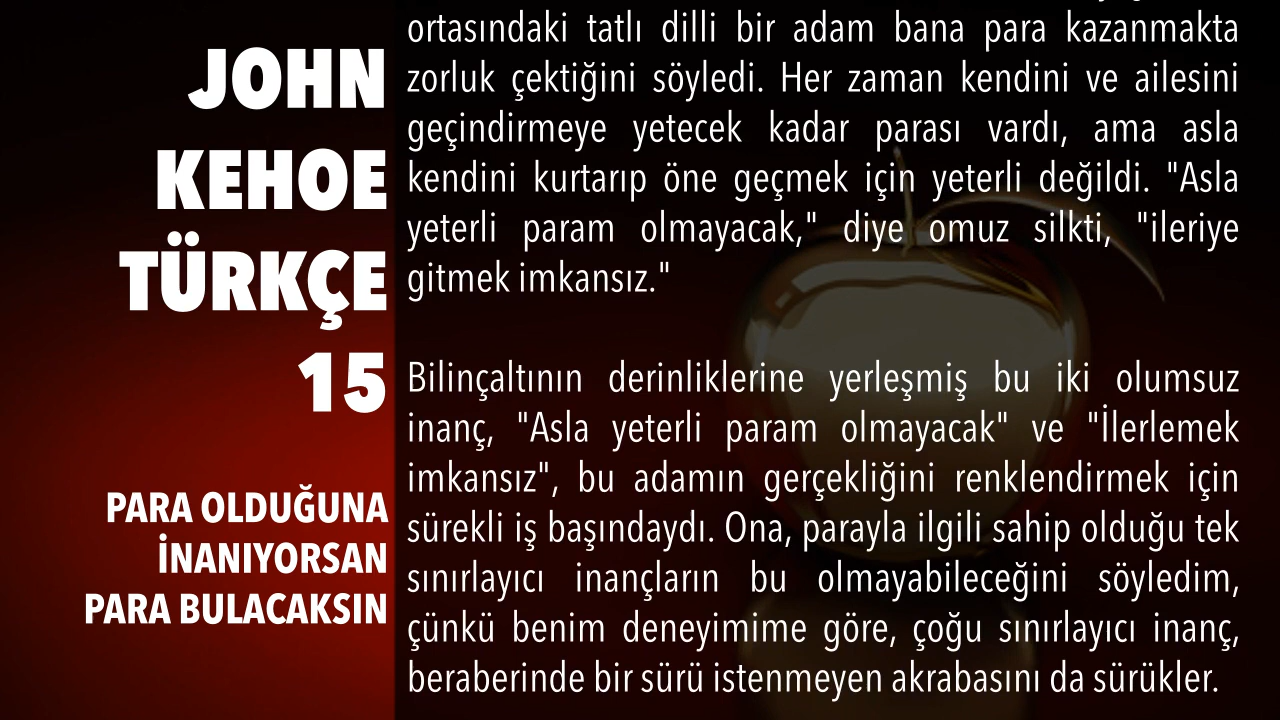 JOHN
KEHOE
TÜRKÇE
15
PARA OLDUĞUNA
İNANIYORSAN
PARA BULACAKSIN
ortasındaki tatlı dilli bir adam bana para kazanmakta
zorluk çektiğini söyledi. Her zaman kendini ve ailesini
geçindirmeye yetecek kadar parası vardı, ama asla
kendini kurtarıp öne geçmek için yeterli değildi. "Asla
yeterli param olmayacak," diye omuz silkti, "ileriye
gitmek imkansız."
Bilinçaltının derinliklerine yerleşmiş bu iki olumsuz
inanç, "Asla yeterli param olmayacak" ve "İlerlemek
imkansız", bu adamın gerçekliğini renklendirmek için
sürekli iş başındaydı. Ona, parayla ilgili sahip olduğu tek
sınırlayıcı inançların bu olmayabileceğini söyledim,
çünkü benim deneyimime göre, çoğu sınırlayıcı inanç,
beraberinde bir sürü istenmeyen akrabasını da sürükler.